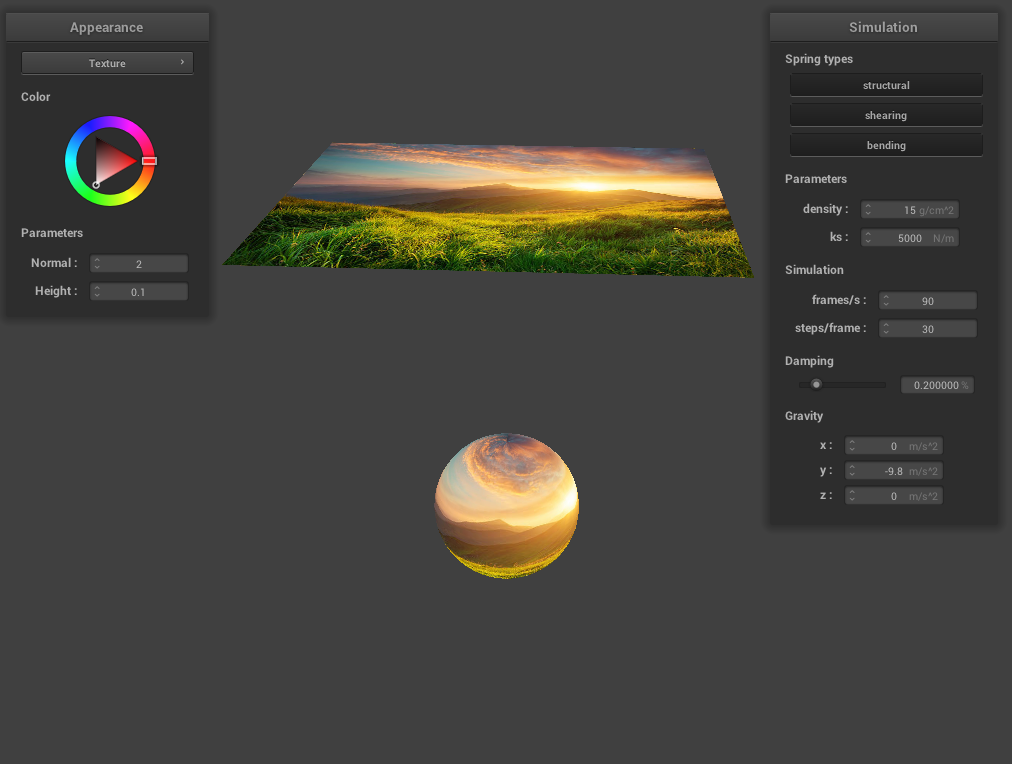 Appearance
Texture
Color
Parameters
Normal : 2
Height : 0.1
Simulation
Spring types
structural
shearing
bending
Parameters
density : 15 g/cm^2
ks : 5000 N/m
Simulation
frames/s : 90
steps/frame : 30
Damping
0.200000 %
Gravity
x : 0 m/s^2
y : -9.8 m/s^2
z : 0 m/s^2